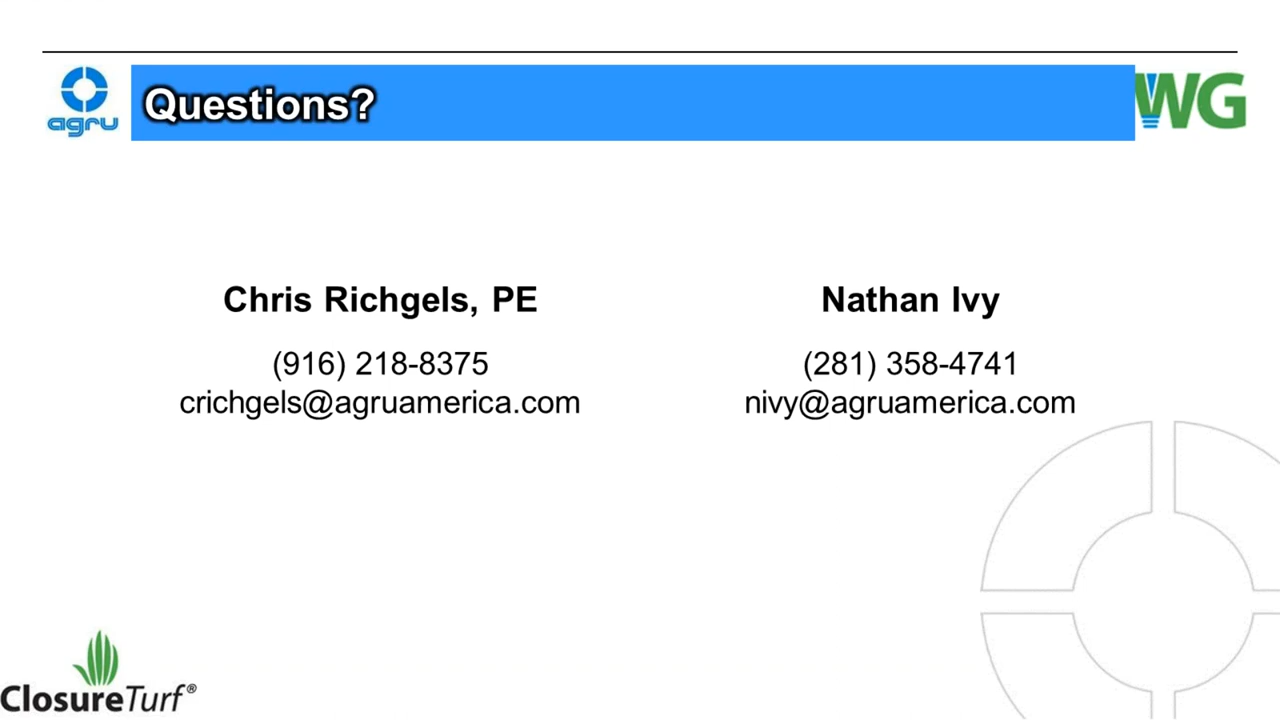 agru
Questions?
WG
Chris Richgels, PE
(916) 218-8375
crichgels@agruamerica.com
Nathan Ivy
(281) 358-4741
nivy@agruamerica.com
ClosureTurf®